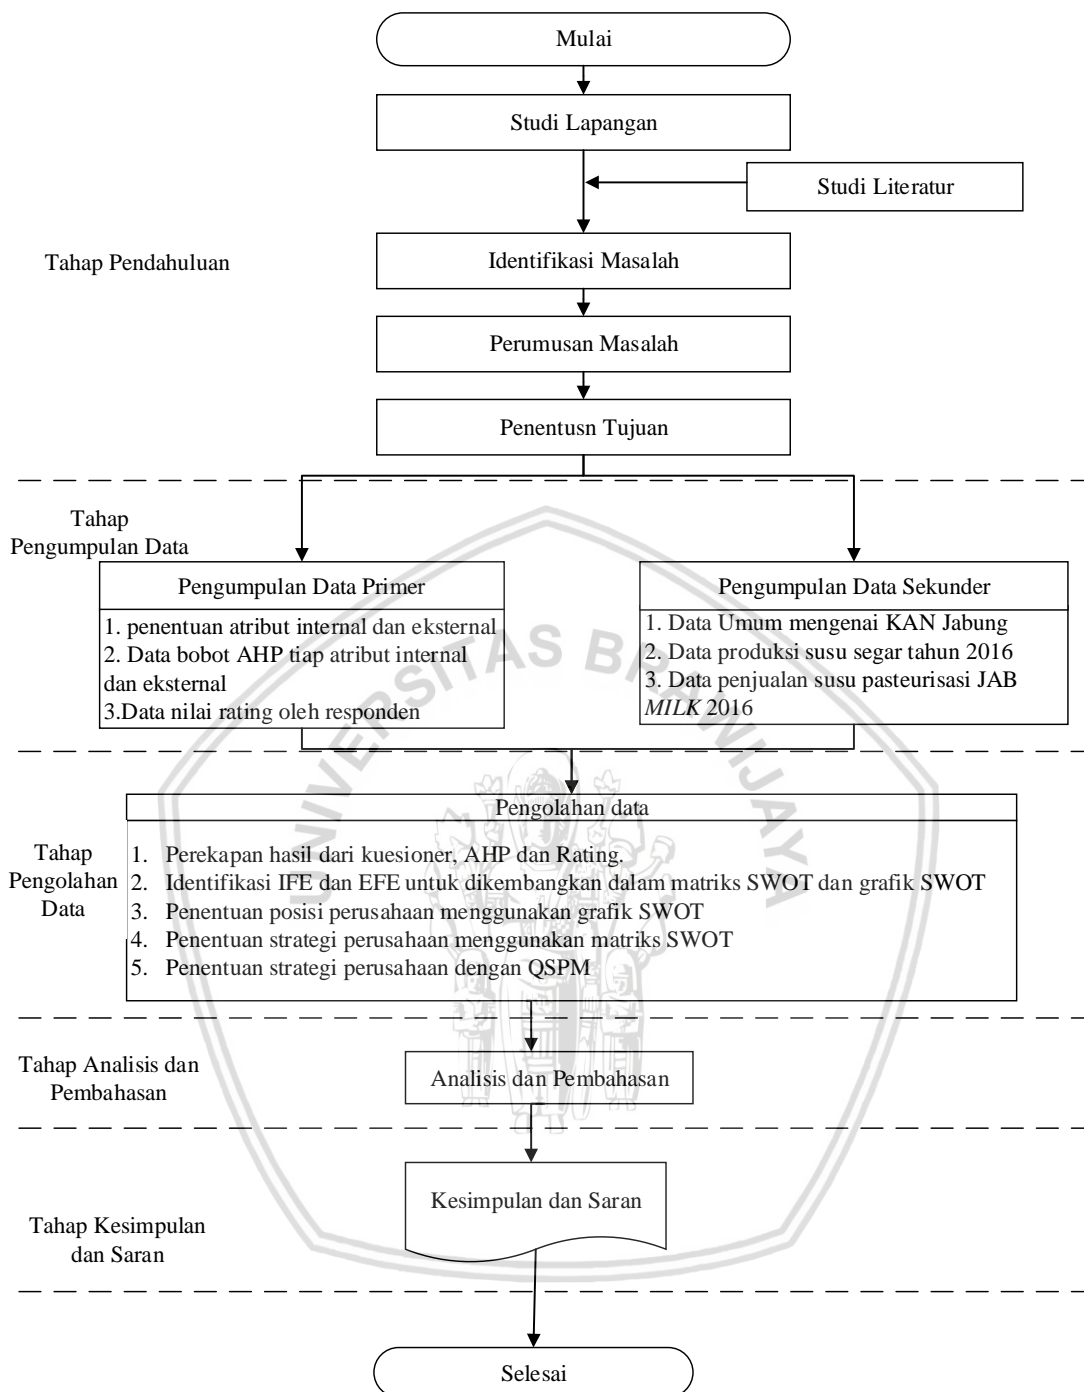 Mulai
Studi Lapangan
Studi Literatur
Tahap Pendahuluan
Identifikasi Masalah
Perumusan Masalah
Penentusn Tujuan
Tahap
Pengumpulan Data
Pengumpulan Data Primer
1. penentuan atribut internal dan eksternal
2. Data bobot AHP tiap atribut internal
dan eksternal
3.Data nilai rating oleh responden
Pengumpulan Data Sekunder
1. Data Umum mengenai KAN Jabung
2. Data produksi susu segar tahun 2016
3. Data penjualan susu pasteurisasi JAB
MILK 2016
UNIVERSITAS BRAWIJAYA
Tahap
Pengolahan
Data
Pengolahan data
1. Perekapan hasil dari kuesioner, AHP dan Rating.
2. Identifikasi IFE dan EFE untuk dikembangkan dalam matriks SWOT dan grafik SWOT
3. Penentuan posisi perusahaan menggunakan grafik SWOT
4. Penentuan strategi perusahaan menggunakan matriks SWOT
5. Penentuan strategi perusahaan dengan QSPM
Tahap Analisis dan
Pembahasan
Analisis dan Pembahasan
Tahap Kesimpulan
dan Saran
Kesimpulan dan Saran
Selesai